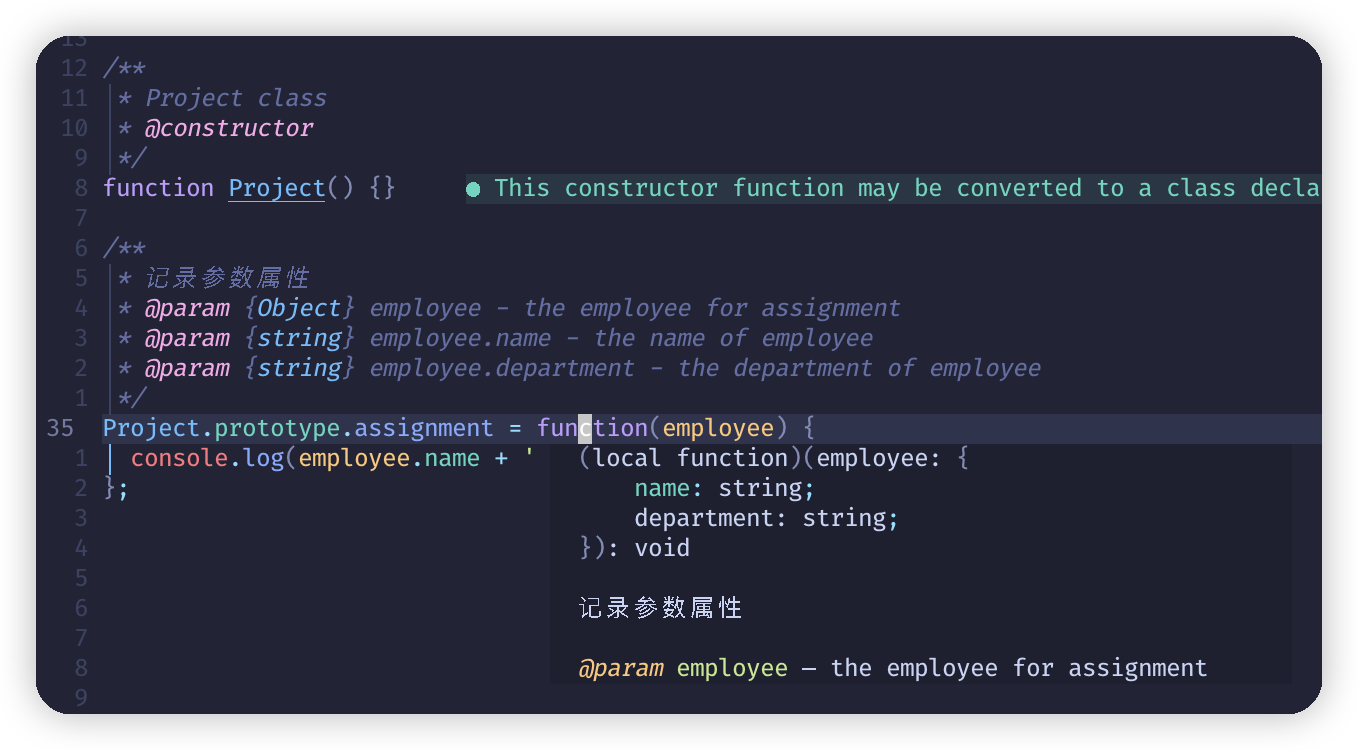 13
12 /**
11  * Project class
10  * @constructor
9  */
8 function Project() {}     ● This constructor function may be converted to a class decla
7
6 /**
5  * 记录参数属性
4  * @param {Object} employee - the employee for assignment
3  * @param {string} employee.name - the name of employee
2  * @param {string} employee.department - the department of employee
1  */
35 Project.prototype.assignment = function(employee) {
1   console.log(employee.name + '   (local function)(employee: {
2 };   name: string;
3   department: string;
4   }): void
5
6   记录参数属性
7
8   @param employee — the employee for assignment
9